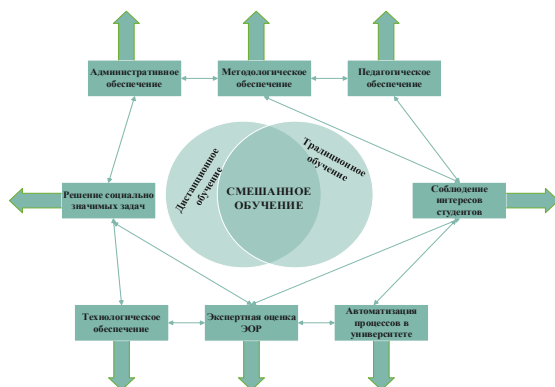 Административное
обеспечение
Методологическое
обеспечение
Педагогическое
обеспечение
Дистанционное
обучение
Традиционное
обучение
СМЕШАННОЕ
ОБУЧЕНИЕ
Решение социально
значимых задач
Соблюдение
интересов
студентов
Технологическое
обеспечение
Экспертная оценка
ЭОР
Автоматизация
процессов в
университете